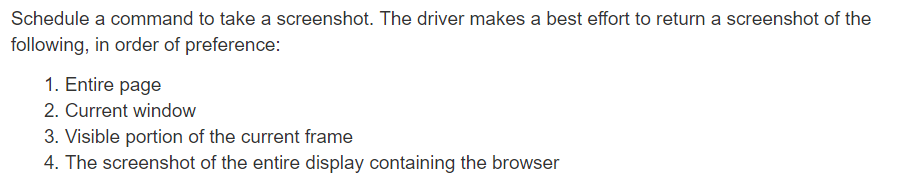 Schedule a command to take a screenshot. The driver makes a best effort to return a screenshot of the
following, in order of preference:
1. Entire page
2. Current window
3. Visible portion of the current frame
4. The screenshot of the entire display containing the browser